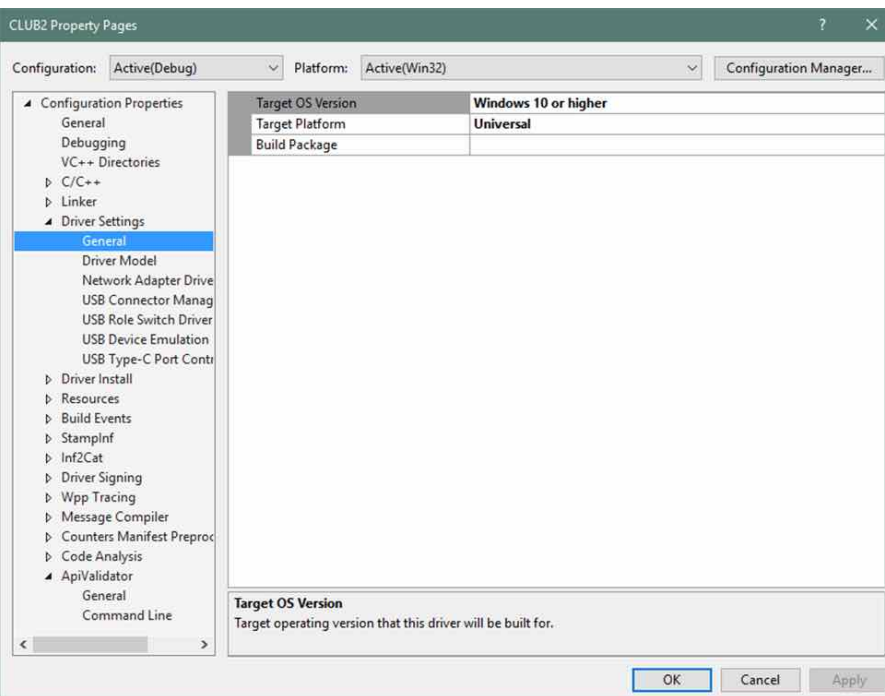 CLUB2 Property Pages
Configuration: Active(Debug) Platform: Active(Win32) Configuration Manager...
Configuration Properties
General
Debugging
VC++ Directories
C/C++
Linker
Driver Settings
General
Driver Model
Network Adapter Drive
USB Connector Manag
USB Role Switch Driver
USB Device Emulation
USB Type-C Port Contr
Driver Install
Resources
Build Events
StampInf
Inf2Cat
Driver Signing
Wpp Tracing
Message Compiler
Counters Manifest Preproc
Code Analysis
ApiValidator
General
Command Line
Target OS Version Windows 10 or higher
Target Platform Universal
Build Package
Target OS Version
Target operating version that this driver will be built for.
OK Cancel Apply